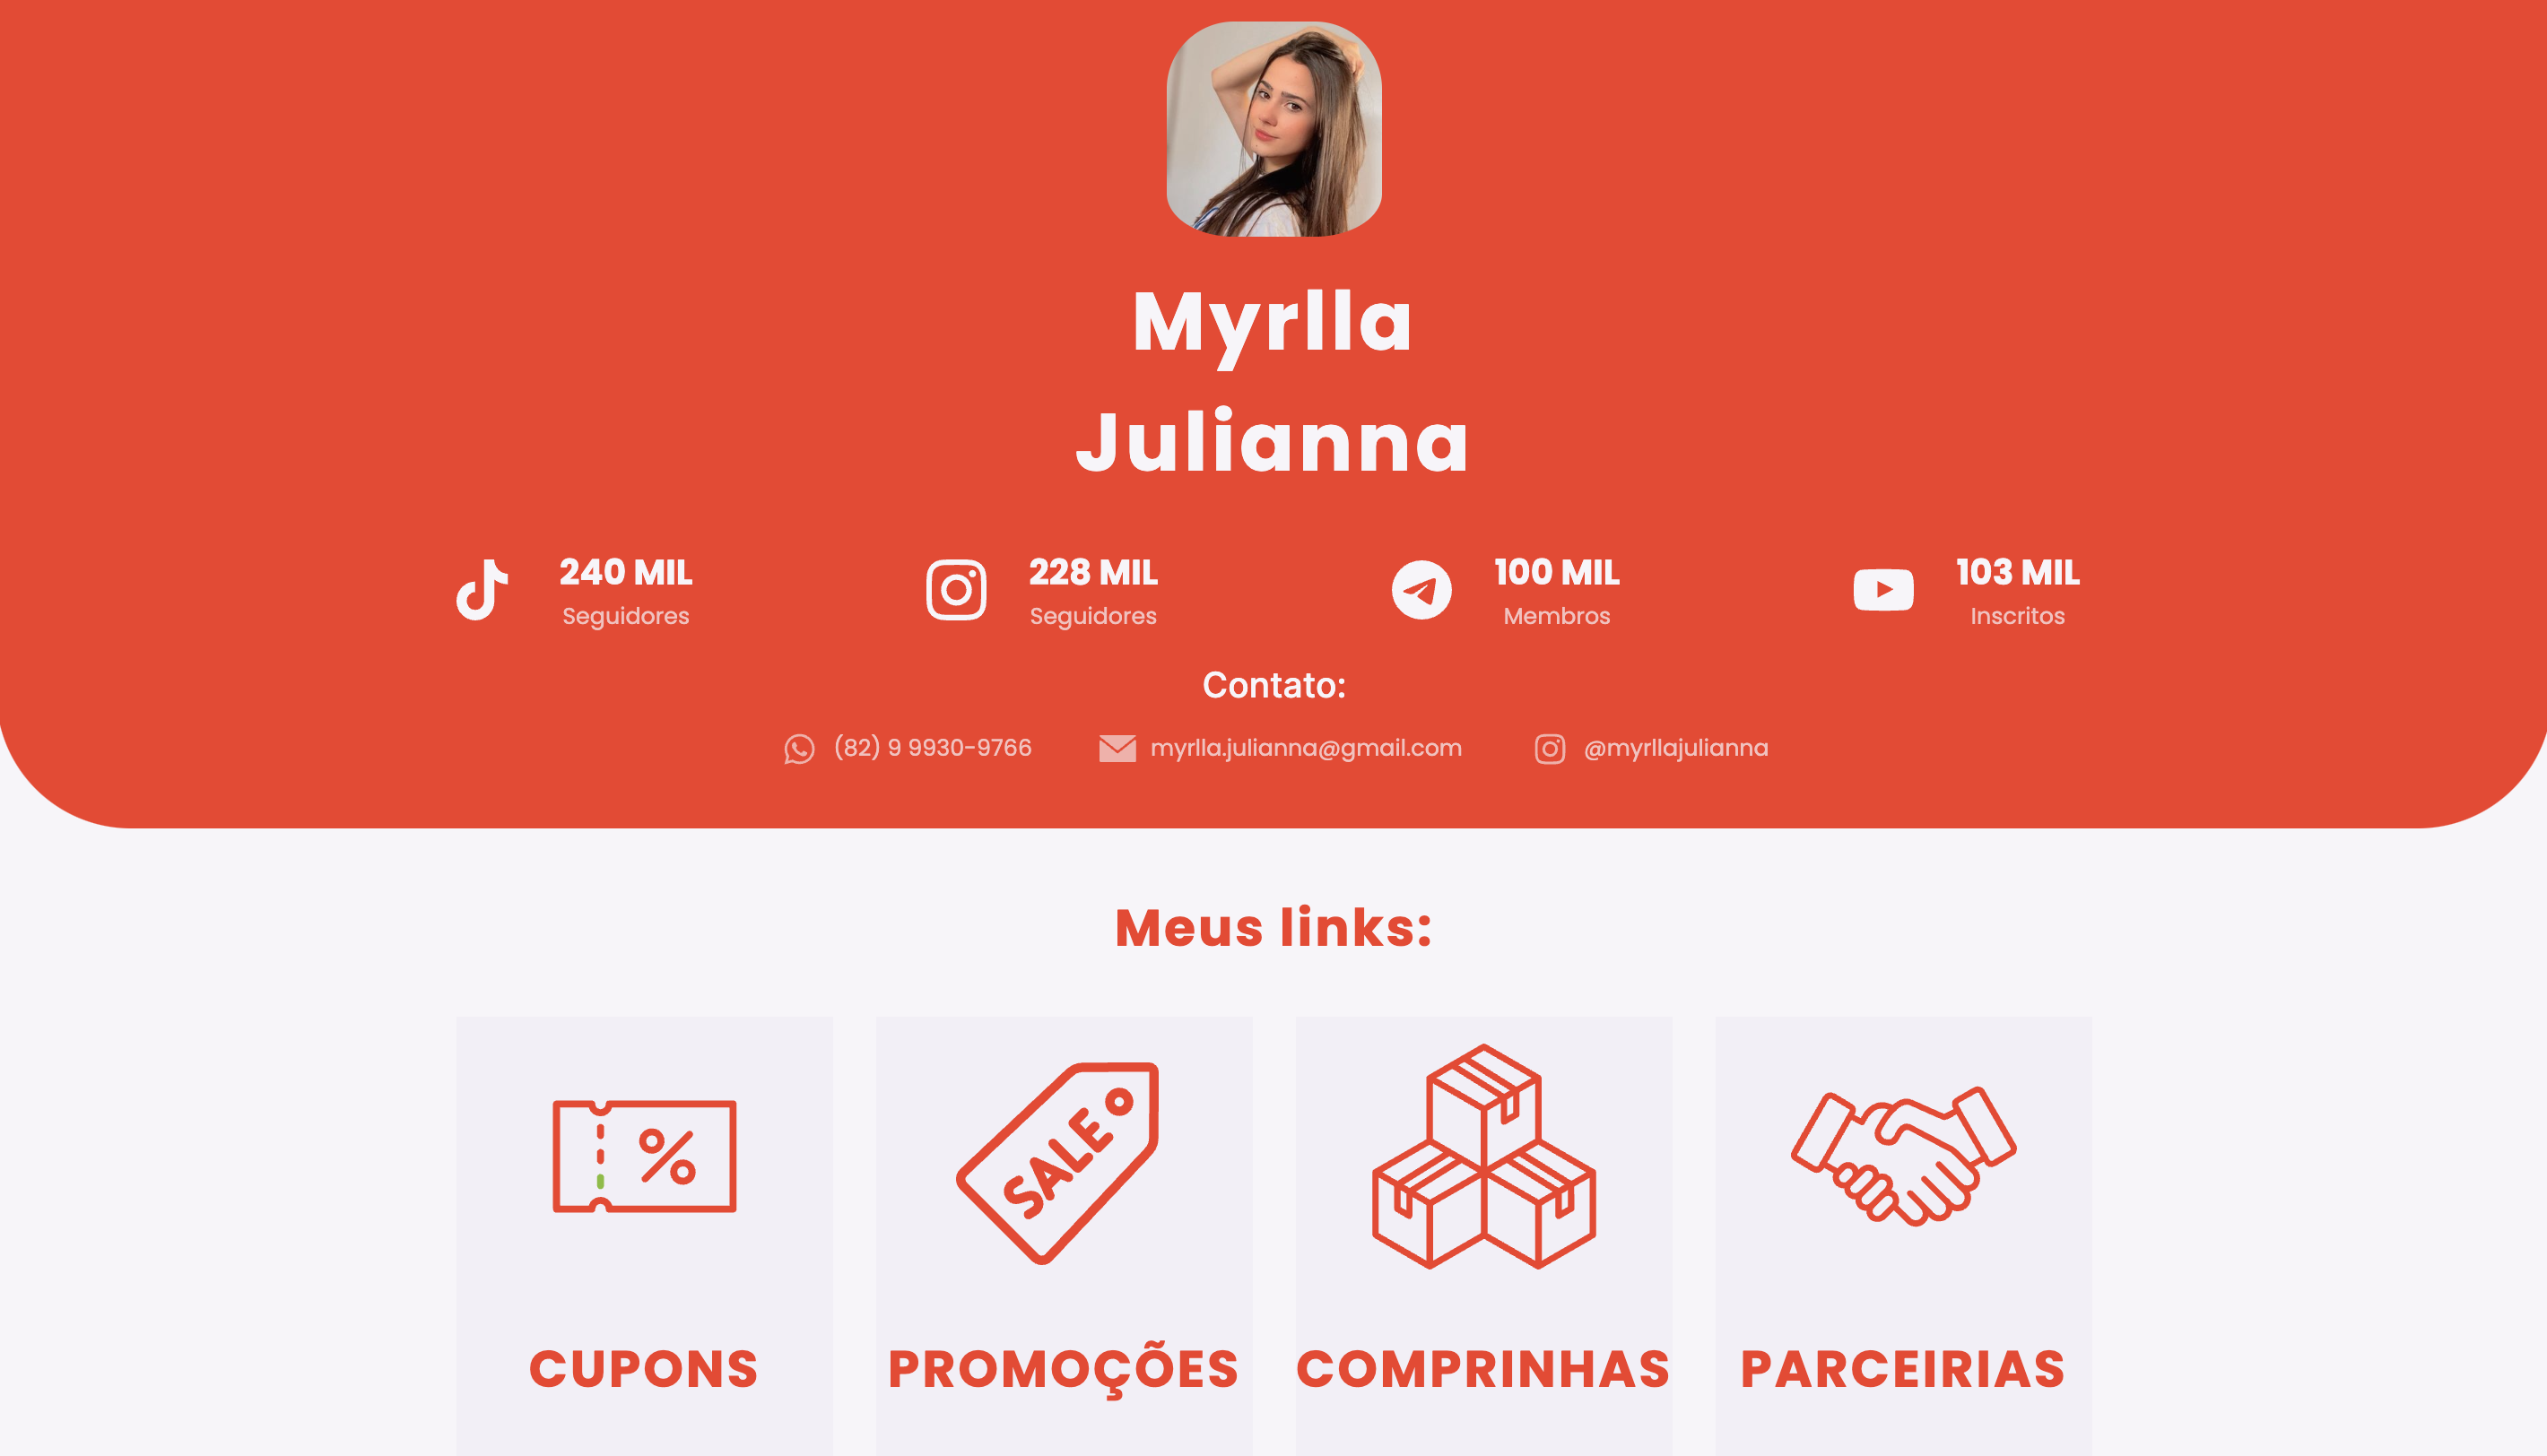 Myrlla
Julianna
240 MIL
Seguidores
228 MIL
Seguidores
100 MIL
Membros
103 MIL
Inscritos
Contato:
(82) 9 9930-9766
myrlla.julianna@gmail.com
@myrllajulianna
Meus links:
%
SALE
CUPONS
PROMOÇÕES
COMPRINHAS
PARCEIRIAS